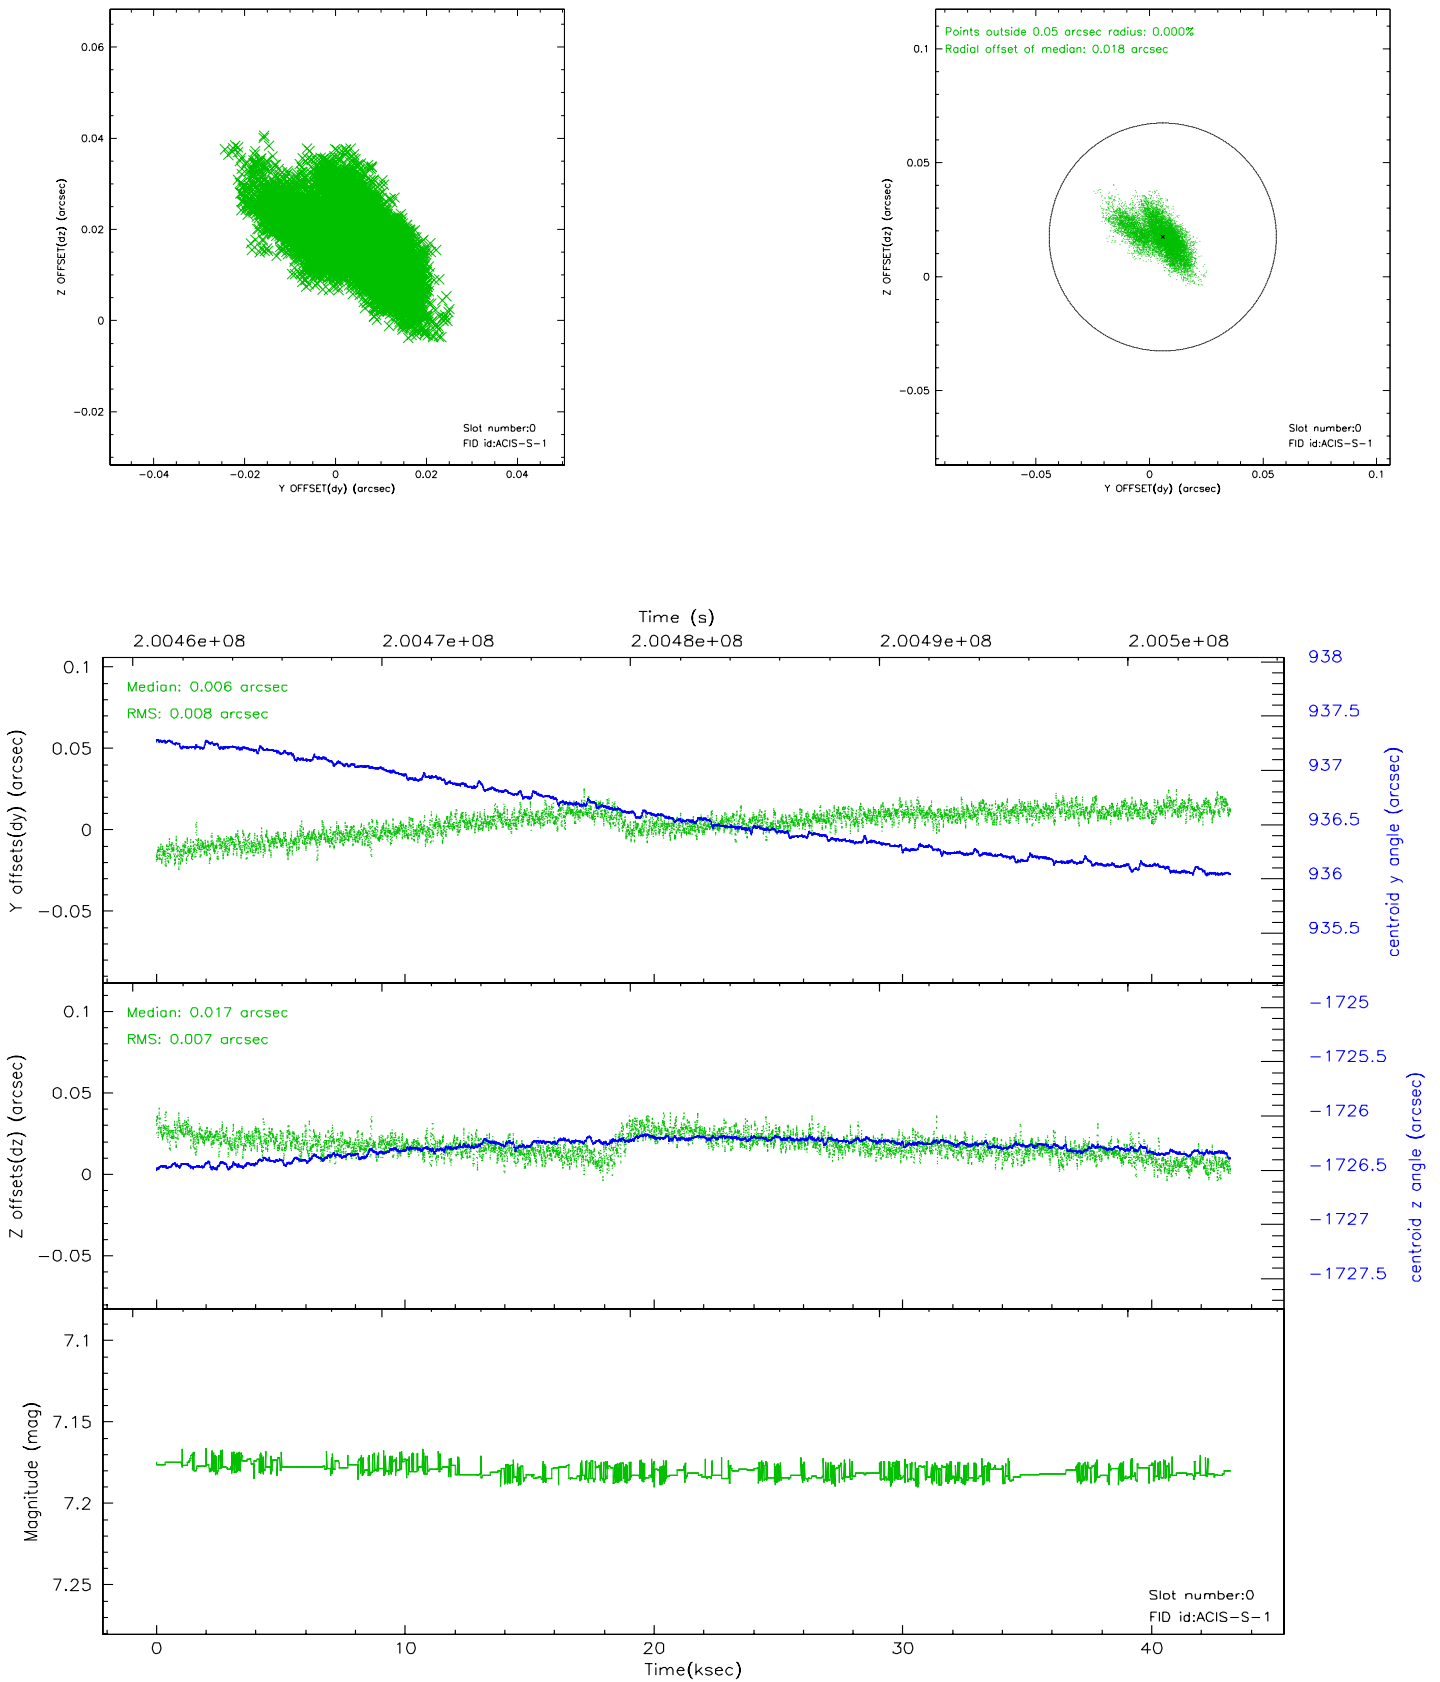 0.06
0.04
0.02
0
−0.02
Z OFFSET(dz) (arcsec)
−0.04
−0.02
0
0.02
0.04
Y OFFSET(dy) (arcsec)
Slot number:0
FID id:ACIS−S−1
Points outside 0.05 arcsec radius: 0.000%
Radial offset of median: 0.018 arcsec
0.1
0.05
0
−0.05
Z OFFSET(dz) (arcsec)
−0.05
0
0.05
0.1
Y OFFSET(dy) (arcsec)
Slot number:0
FID id:ACIS−S−1
Time (s)
2.0046e+08
2.0047e+08
2.0048e+08
2.0049e+08
2.005e+08
Median: 0.006 arcsec
RMS: 0.008 arcsec
0.1
0.05
0
−0.05
Y offsets(dy) (arcsec)
938
937.5
937
936.5
936
935.5
centroid y angle (arcsec)
Median: 0.017 arcsec
RMS: 0.007 arcsec
0.1
0.05
0
−0.05
Z offsets(dz) (arcsec)
−1725
−1725.5
−1726
−1726.5
−1727
−1727.5
centroid z angle (arcsec)
7.1
7.15
7.2
7.25
Magnitude (mag)
Slot number:0
FID id:ACIS−S−1
0
10
20
30
40
Time(ksec)